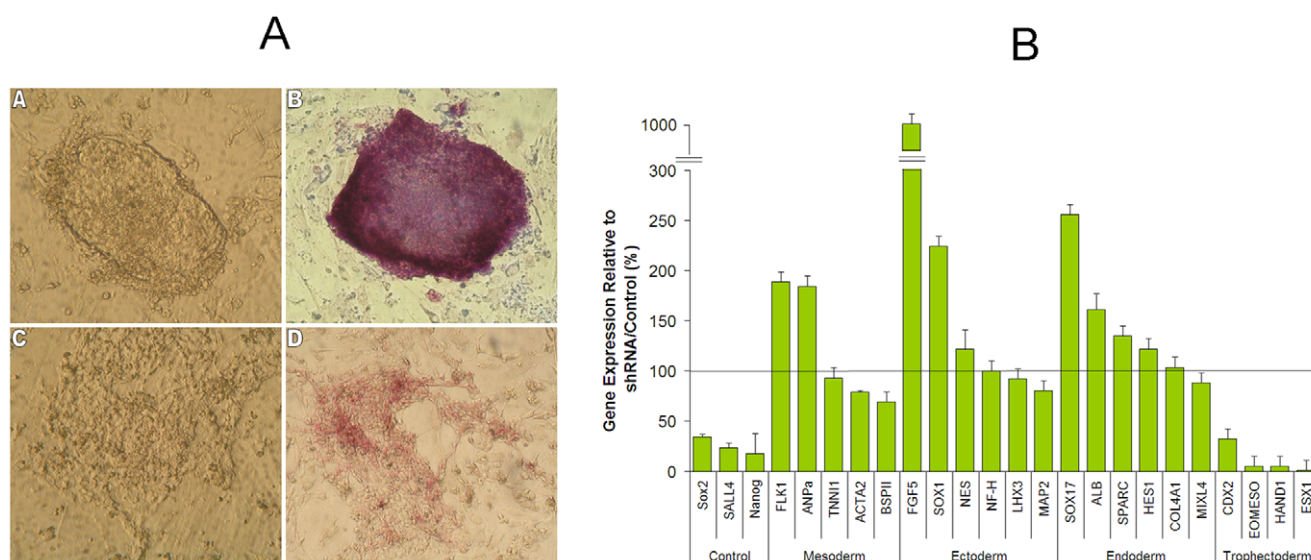 A
B
A
B
C
D
Gene Expression Relative to
shRNA/Control (%)
1000
300
250
200
150
100
50
0
Sox2
SALL4
Nanog
FLK1
ANPa
TNNI1
ACTA2
BSPII
FGF5
SOX1
NES
NF-H
LHX3
MAP2
SOX17
ALB
SPARC
HES1
COL4A1
MIXL4
CDX2
EOMESO
HAND1
ESX1
Control
Mesoderm
Ectoderm
Endoderm
Trophectoderm